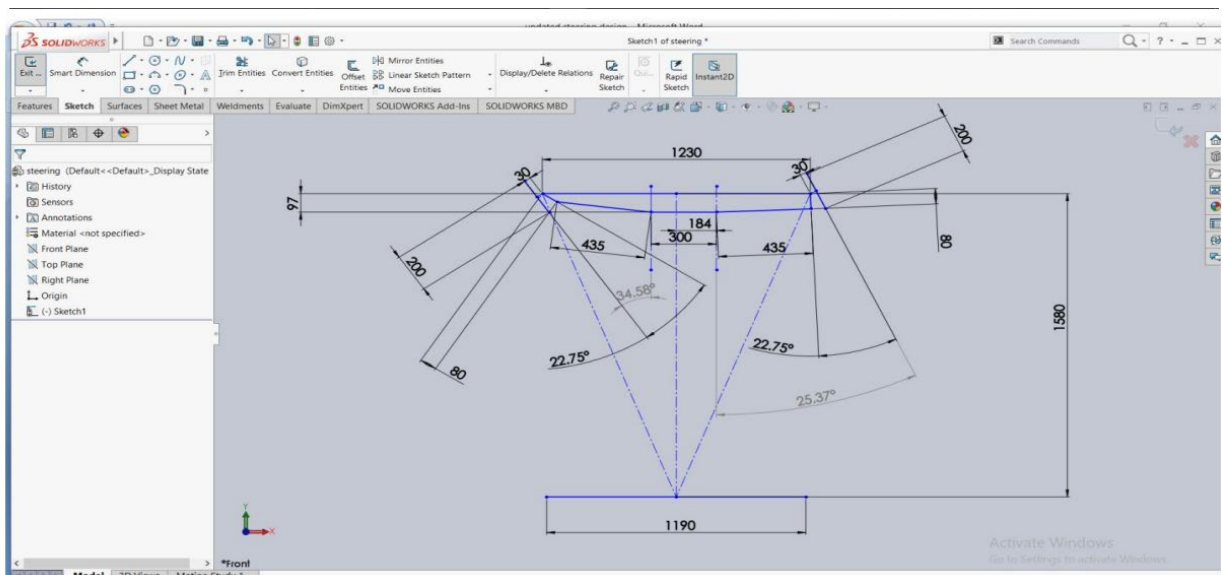 updated steering design - Microsoft Word
SOLIDWORKS
Sketch1 of steering *
Search Commands
Exit ... Smart Dimension
Trim Entities Convert Entities Offset Entities
Mirror Entities
Linear Sketch Pattern
Move Entities
Display/Delete Relations
Repair Sketch
Qui...
Rapid Sketch
Instant2D
Features Sketch Surfaces Sheet Metal Weldments Evaluate DimXpert SOLIDWORKS Add-Ins SOLIDWORKS MBD
steering (Default<<Default>_Display State
History
Sensors
Annotations
Material <not specified>
Front Plane
Top Plane
Right Plane
Origin
(-) Sketch1
1230
200
30
30
97
184
300
435
435
80
200
34.58°
22.75°
22.75°
80
25.37°
1580
1190
Y
X
*Front
Activate Windows
Go to Settings to activate Windows.
Model 3D Views Motion Study 1